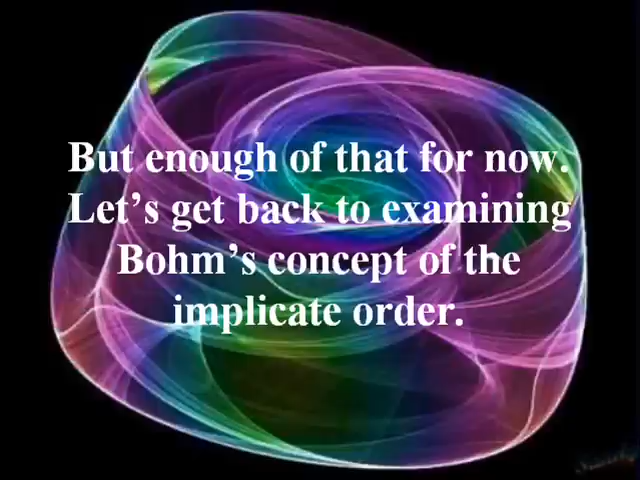 But enough of that for now.
Let's get back to examining
Bohm's concept of the
implicate order.